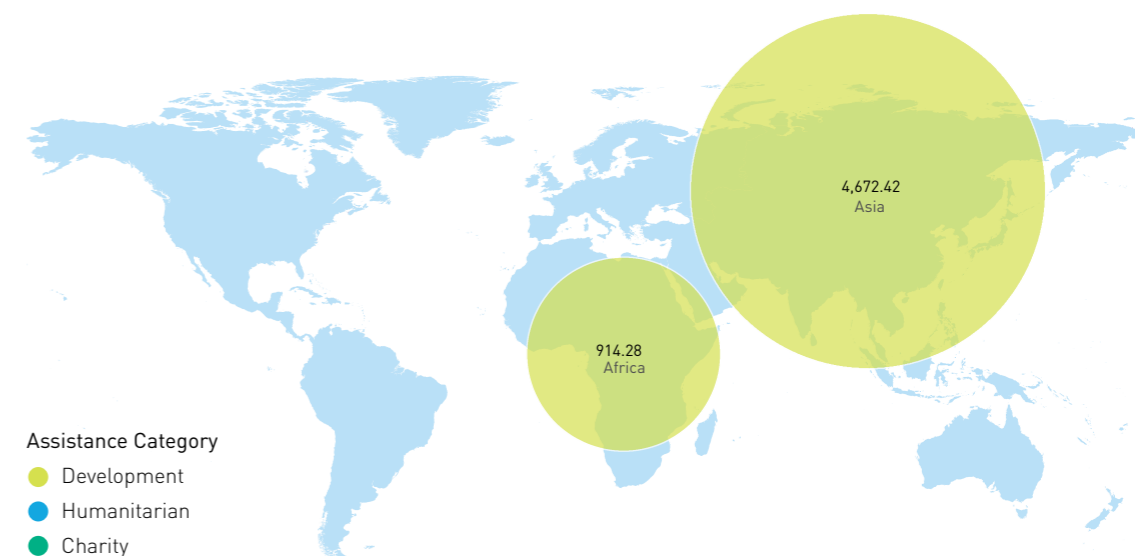 4,672.42
Asia
914.28
Africa
Assistance Category
Development
Humanitarian
Charity